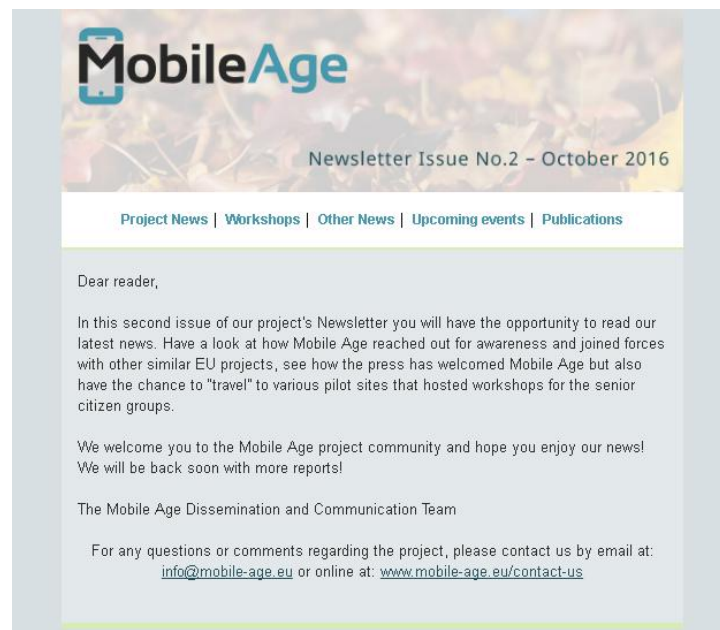 MobileAge
Newsletter Issue No.2 – October 2016
Project News | Workshops | Other News | Upcoming events | Publications
Dear reader,
In this second issue of our project's Newsletter you will have the opportunity to read our
latest news. Have a look at how Mobile Age reached out for awareness and joined forces
with other similar EU projects, see how the press has welcomed Mobile Age but also
have the chance to "travel" to various pilot sites that hosted workshops for the senior
citizen groups.
We welcome you to the Mobile Age project community and hope you enjoy our news!
We will be back soon with more reports!
The Mobile Age Dissemination and Communication Team
For any questions or comments regarding the project, please contact us by email at:
info@mobile-age.eu or online at: www.mobile-age.eu/contact-us